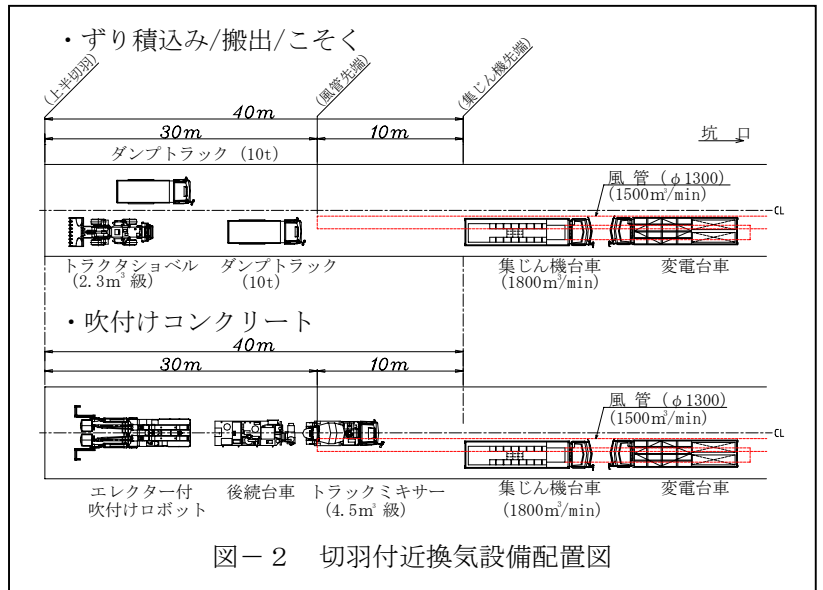 ・ずり積込み/搬出/こそく
(上半切羽)
(風管先端)
(集じん機先端)
40m
30m
10m
坑 口
ダンプトラック (10t)
風 管 (φ1300)
(1500m³/min)
CL
トラクタショベル
(2.3m³ 級)
ダンプトラック
(10t)
集じん機台車
(1800m³/min)
変電台車
・吹付けコンクリート
40m
30m
10m
風 管 (φ1300)
(1500m³/min)
CL
エレクター付
吹付けロボット
後続台車
トラックミキサー
(4.5m³ 級)
集じん機台車
(1800m³/min)
変電台車
図－2 切羽付近換気設備配置図